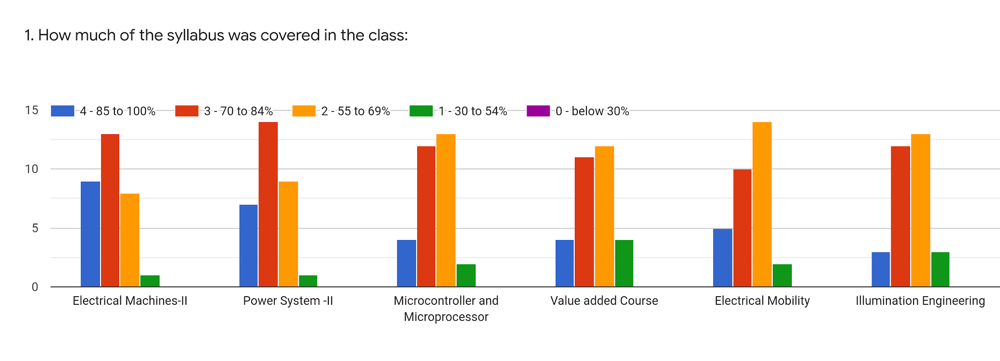 1. How much of the syllabus was covered in the class:
15
4 - 85 to 100%
3 - 70 to 84%
2 - 55 to 69%
1 - 30 to 54%
0 - below 30%
10
5
0
Electrical Machines-II
Power System -II
Microcontroller and
Microprocessor
Value added Course
Electrical Mobility
Illumination Engineering